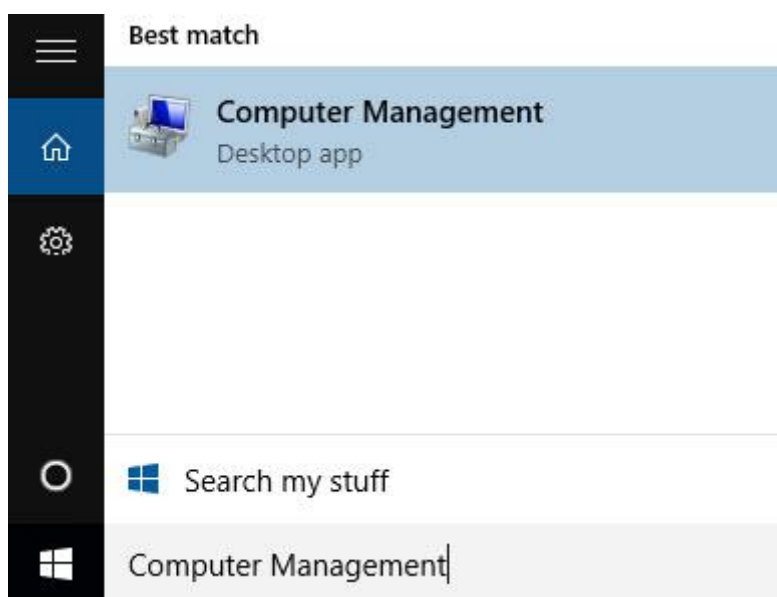 Best match
Computer Management
Desktop app
Search my stuff
Computer Management